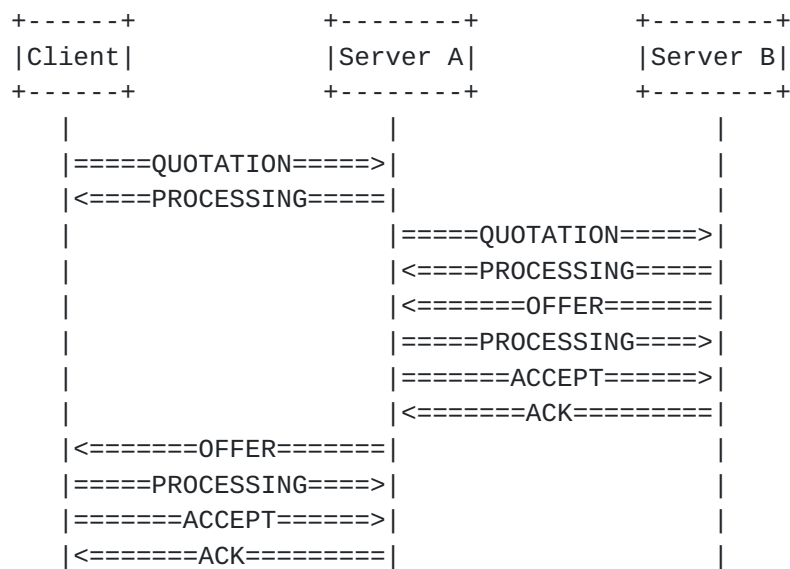 +------+            +--------+          +--------+
|Client|            |Server A|          |Server B|
+------+            +--------+          +--------+
   |                    |                    |
   |=====QUOTATION=====>|                    |
   |<====PROCESSING=====|                    |
   |                    |=====QUOTATION=====>|
   |                    |<====PROCESSING=====|
   |                    |<=======OFFER=======|
   |                    |=====PROCESSING====>|
   |                    |=======ACCEPT======>|
   |                    |<=======ACK=========|
   |<=======OFFER=======|                    |
   |=====PROCESSING====>|                    |
   |=======ACCEPT======>|                    |
   |<=======ACK=========|                    |